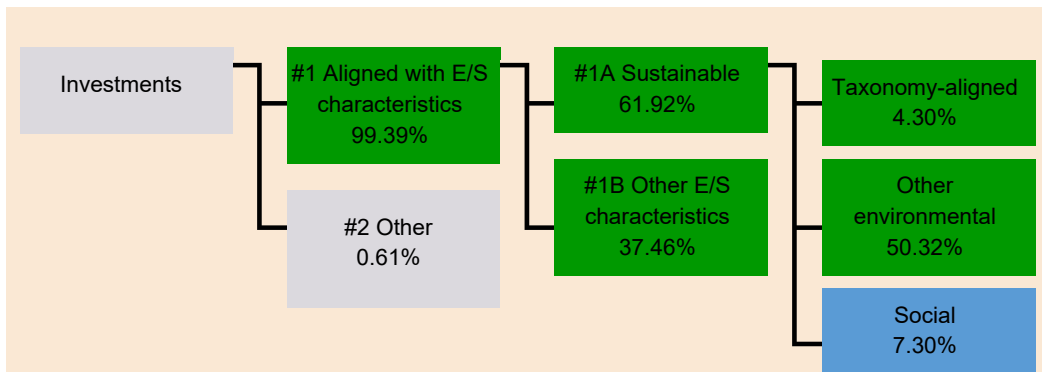 Investments
#1 Aligned with E/S
characteristics
99.39%
#2 Other
0.61%
#1A Sustainable
61.92%
#1B Other E/S
characteristics
37.46%
Taxonomy-aligned
4.30%
Other
environmental
50.32%
Social
7.30%